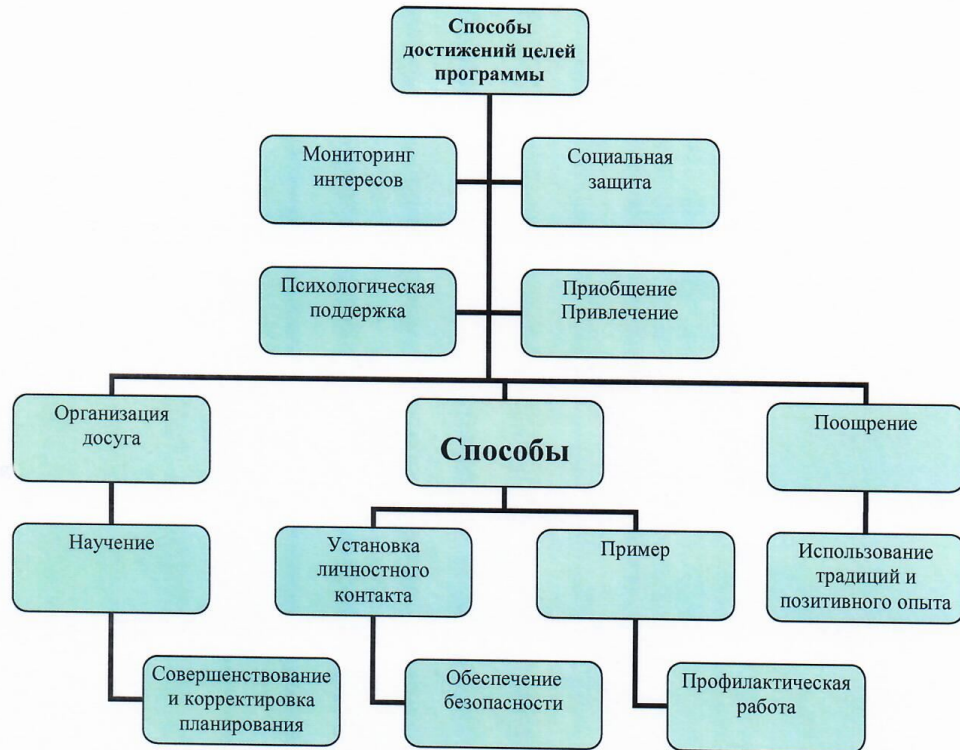 Способы
достижений целей
программы
Мониторинг
интересов
Социальная
защита
Психологическая
поддержка
Приобщение
Привлечение
Организация
досуга
Способы
Поощрение
Научение
Установка
личностного
контакта
Пример
Использование
традиций и
позитивного опыта
Совершенствование
и корректировка
планирования
Обеспечение
безопасности
Профилактическая
работа